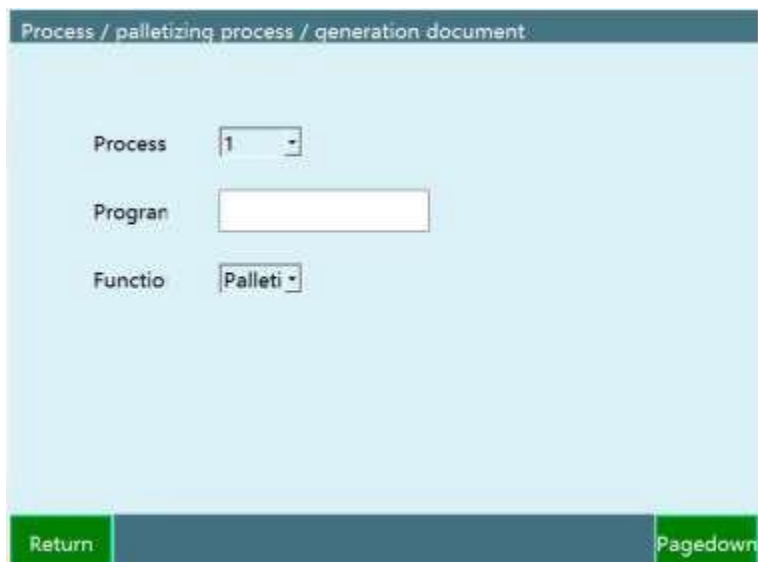 Process / palletizing process / generation document
Process 1
Progran
Functio Palleti
Return Pagedown